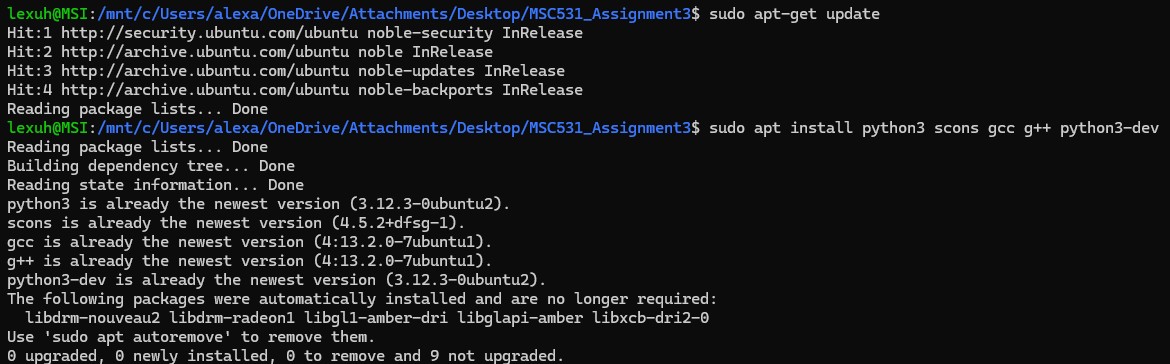 lexuh@MSI:/mnt/c/Users/alexa/OneDrive/Attachments/Desktop/MSC531_Assignment3$ sudo apt-get update
Hit:1 http://security.ubuntu.com/ubuntu noble-security InRelease
Hit:2 http://archive.ubuntu.com/ubuntu noble InRelease
Hit:3 http://archive.ubuntu.com/ubuntu noble-updates InRelease
Hit:4 http://archive.ubuntu.com/ubuntu noble-backports InRelease
Reading package lists... Done
lexuh@MSI:/mnt/c/Users/alexa/OneDrive/Attachments/Desktop/MSC531_Assignment3$ sudo apt install python3 scons gcc g++ python3-dev
Reading package lists... Done
Building dependency tree... Done
Reading state information... Done
python3 is already the newest version (3.12.3-0ubuntu2).
scons is already the newest version (4.5.2+dfsg-1).
gcc is already the newest version (4:13.2.0-7ubuntu1).
g++ is already the newest version (4:13.2.0-7ubuntu1).
python3-dev is already the newest version (3.12.3-0ubuntu2).
The following packages were automatically installed and are no longer required:
  libdrm-nouveau2 libdrm-radeon1 libgl1-amber-dri libglapi-amber libxcb-dri2-0
Use 'sudo apt autoremove' to remove them.
0 upgraded, 0 newly installed, 0 to remove and 9 not upgraded.